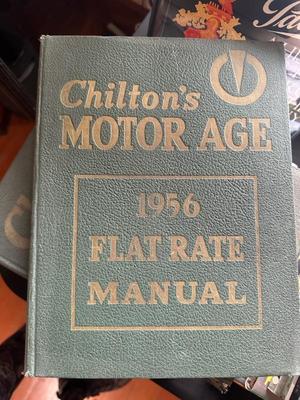 Chilton's
MOTOR AGE
1956
FLAT RATE
MANUAL